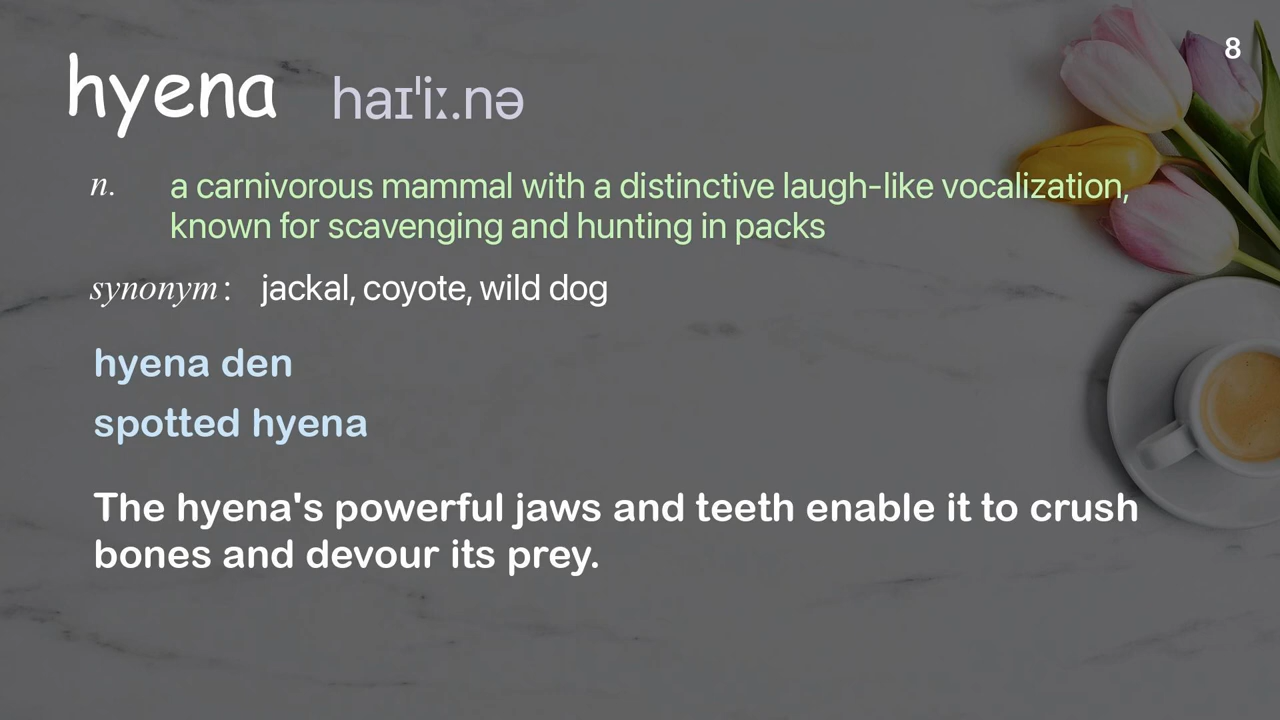 8
hyena haɪˈiː.nə
n. a carnivorous mammal with a distinctive laugh-like vocalization,
known for scavenging and hunting in packs
synonym: jackal, coyote, wild dog
hyena den
spotted hyena
The hyena's powerful jaws and teeth enable it to crush
bones and devour its prey.